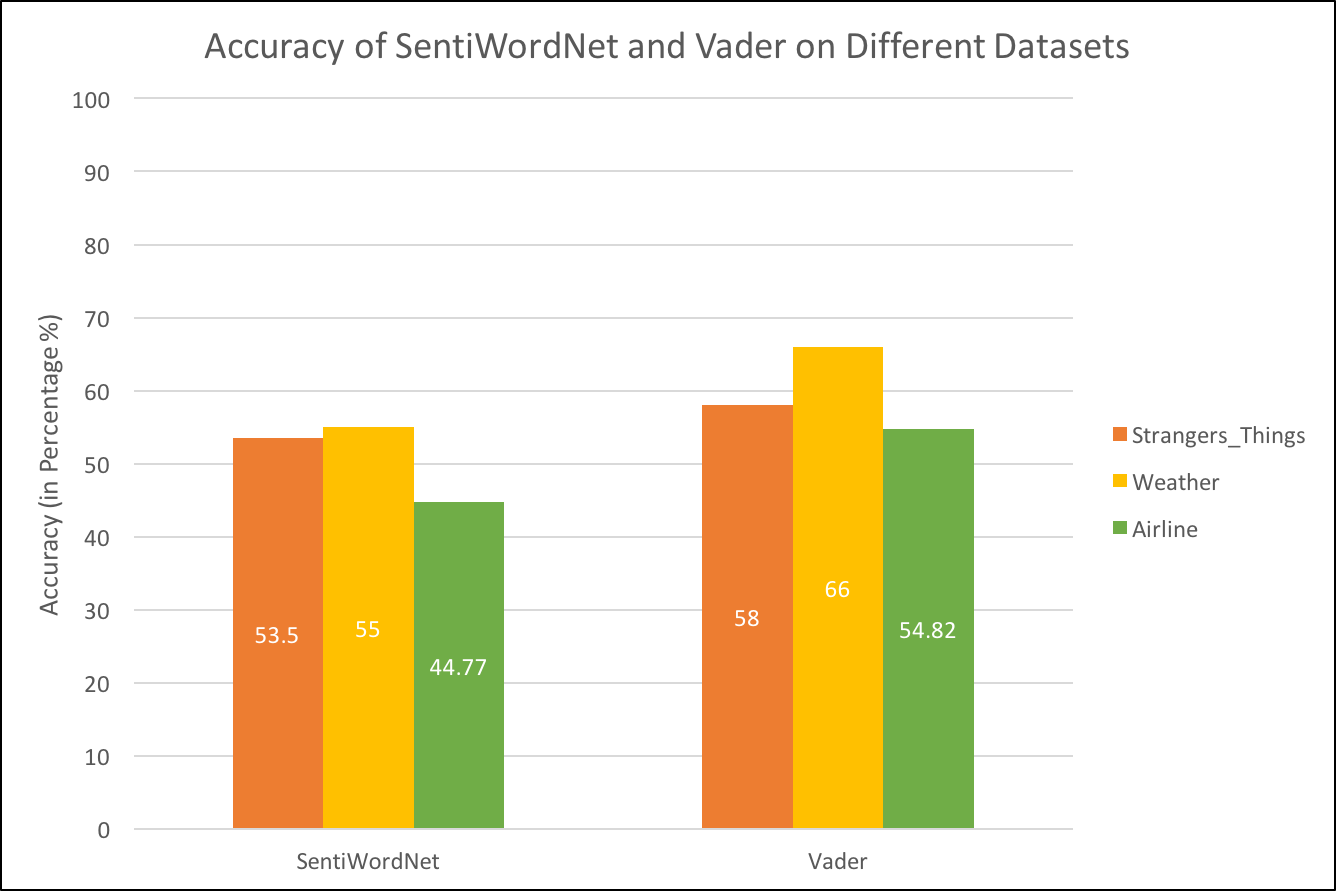 Accuracy of SentiWordNet and Vader on Different Datasets
Accuracy (in Percentage %)
100
90
80
70
60
50
40
30
20
10
0
53.5
55
44.77
58
66
54.82
SentiWordNet
Vader
Strangers_Things
Weather
Airline